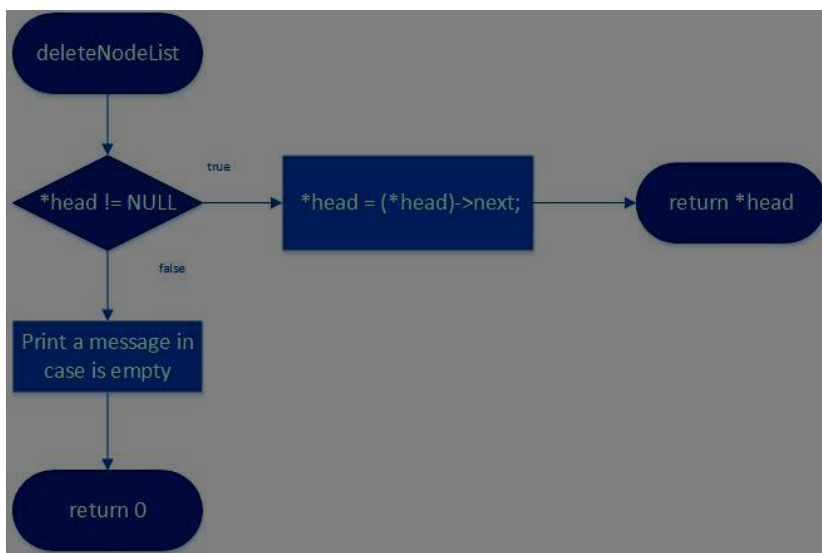 deleteNodeList
true
*head != NULL
*head = (*head)->next;
return *head
false
Print a message in
case is empty
return 0